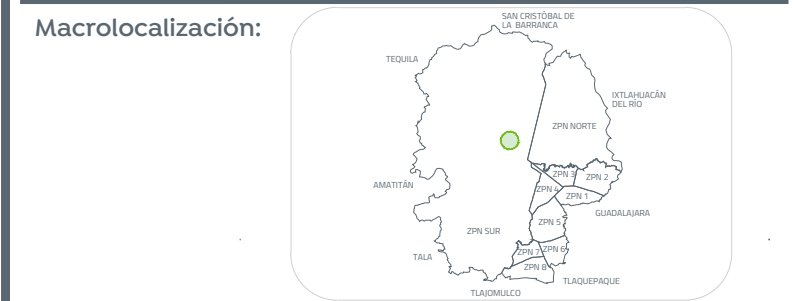 Macrolocalización:
SAN CRISTÓBAL DE
LA BARRANCA
TEQUILA
IXTLAHUACÁN
DEL RÍO
ZPN NORTE
ZPN 3
ZPN 2
AMATITÁN
ZPN 4
ZPN 1
GUADALAJARA
ZPN 5
ZPN SUR
ZPN 7
ZPN 6
TALA
ZPN 8
TLAQUEPAQUE
TLAJOMULCO